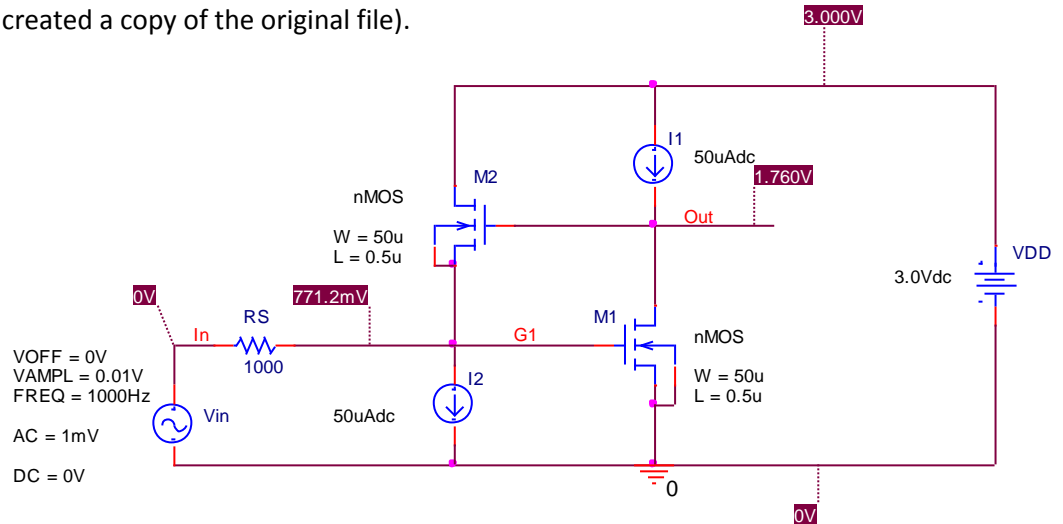 created a copy of the original file).
3.000V
I1
50uAdc
1.760V
M2
nMOS
Out
W = 50u
L = 0.5u
VDD
3.0Vdc
0V
771.2mV
RS
M1
In
G1
nMOS
1000
VOFF = 0V
VAMPL = 0.01V
FREQ = 1000Hz
I2
W = 50u
L = 0.5u
Vin
50uAdc
AC = 1mV
DC = 0V
0
0V